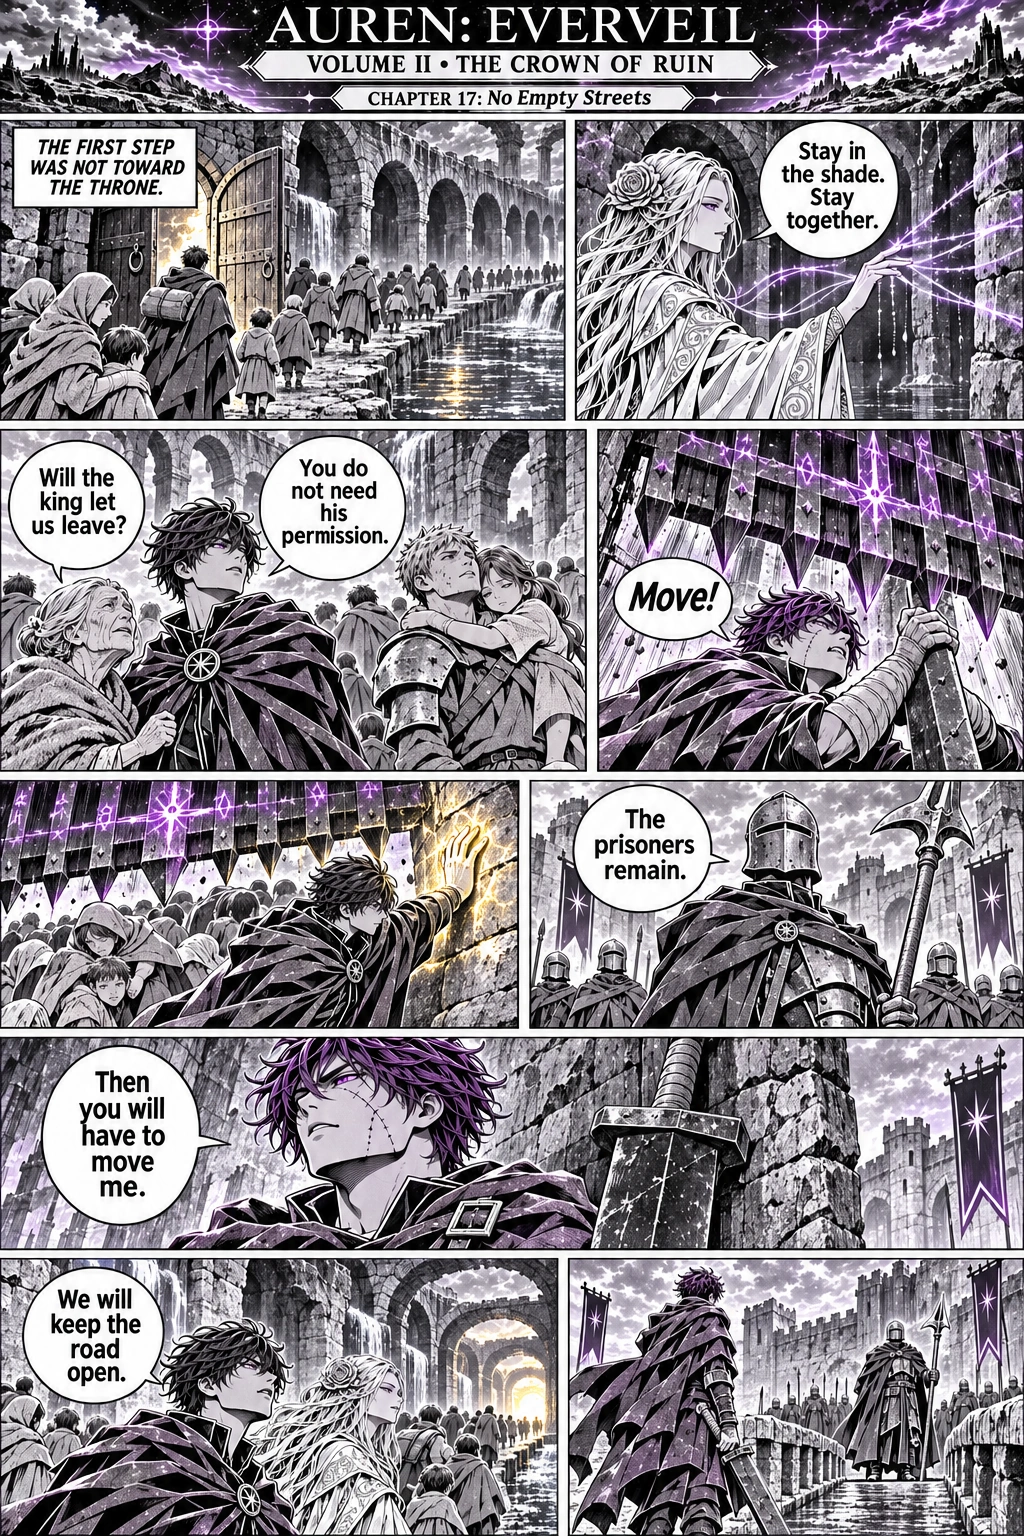 AUREN: EVERVEIL
VOLUME II • THE CROWN OF RUIN
CHAPTER 17: No Empty Streets
THE FIRST STEP
WAS NOT TOWARD
THE THRONE.
Stay in
the shade.
Stay
together.
Will the
king let
us leave?
You do
not need
his
permission.
Move!
The
prisoners
remain.
Then
you will
have to
move
me.
We will
keep the
road
open.